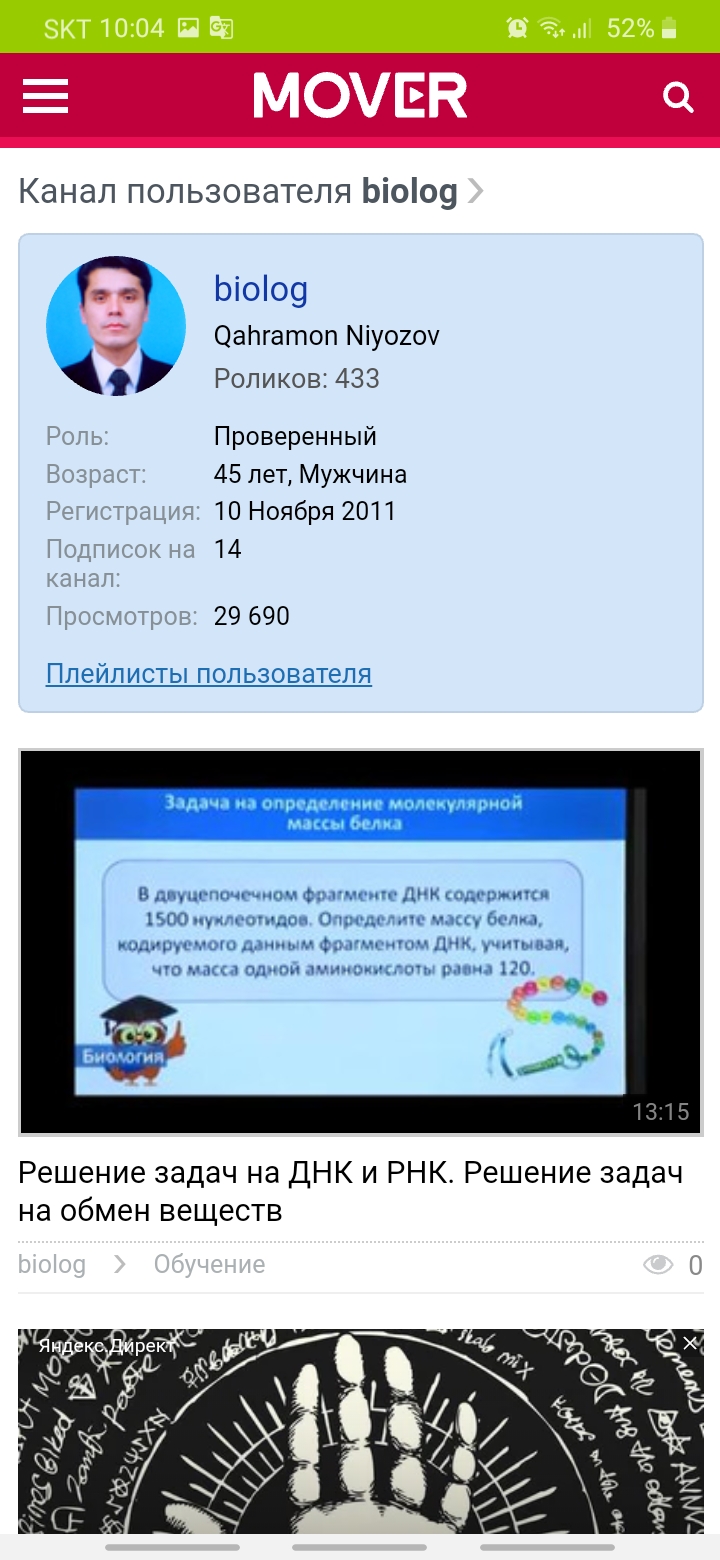 SKT 10:04 52%
MOVER
Канал пользователя biolog
biolog
Qahramon Niyozov
Роликов: 433
Роль: Проверенный
Возраст: 45 лет, Мужчина
Регистрация: 10 Ноября 2011
Подписок на канал: 14
Просмотров: 29 690
Плейлисты пользователя
Задача на определение молекулярной
массы белка
В двуцепочечном фрагменте ДНК содержится
1500 нуклеотидов. Определите массу белка,
кодируемого данным фрагментом ДНК, учитывая,
что масса одной аминокислоты равна 120.
Биология
13:15
Решение задач на ДНК и РНК. Решение задач
на обмен веществ
biolog Обучение 0
Яндекс.Директ